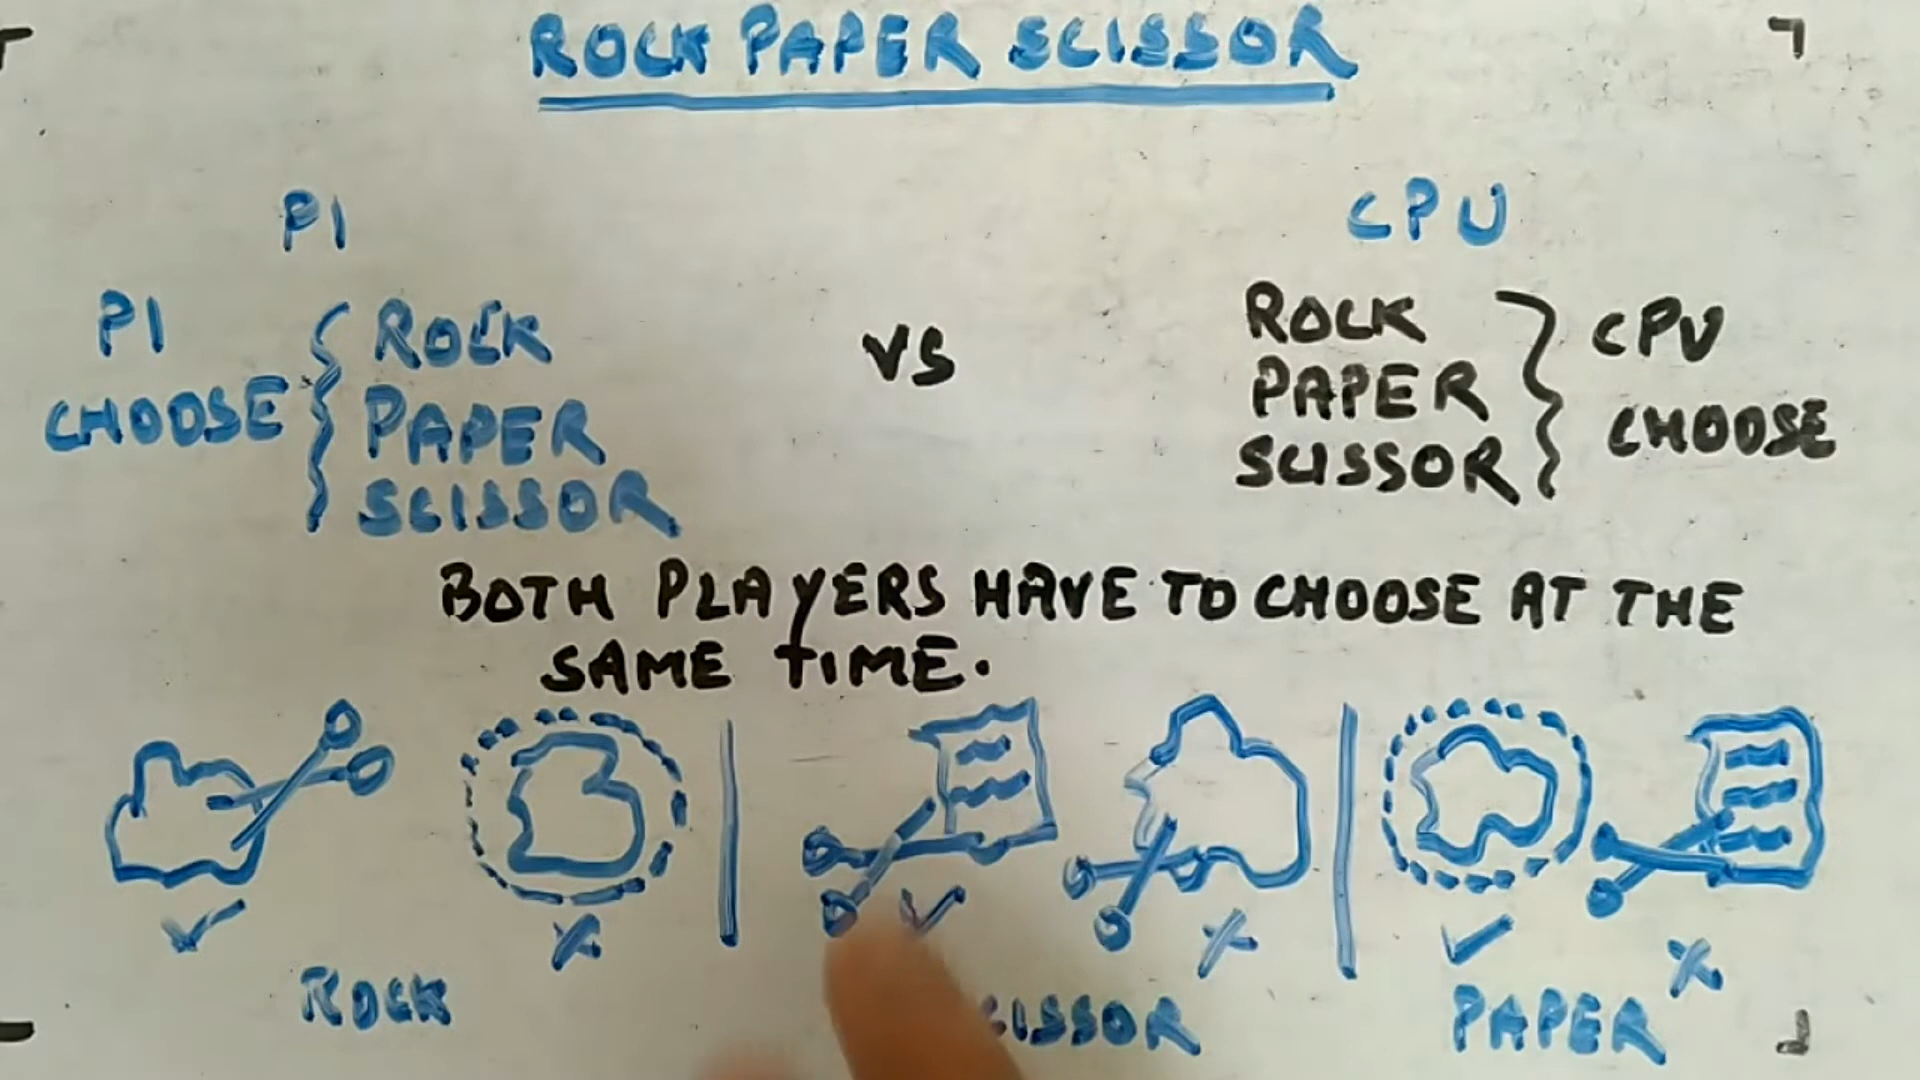 ROCK PAPER SCISSOR
P1
CPU
P1
CHOOSE
ROCK
PAPER
SCISSOR
VS
ROCK
PAPER
SCISSOR
CPU
CHOOSE
BOTH PLAYERS HAVE TO CHOOSE AT THE
SAME TIME.
ROCK
CISSOR
PAPER